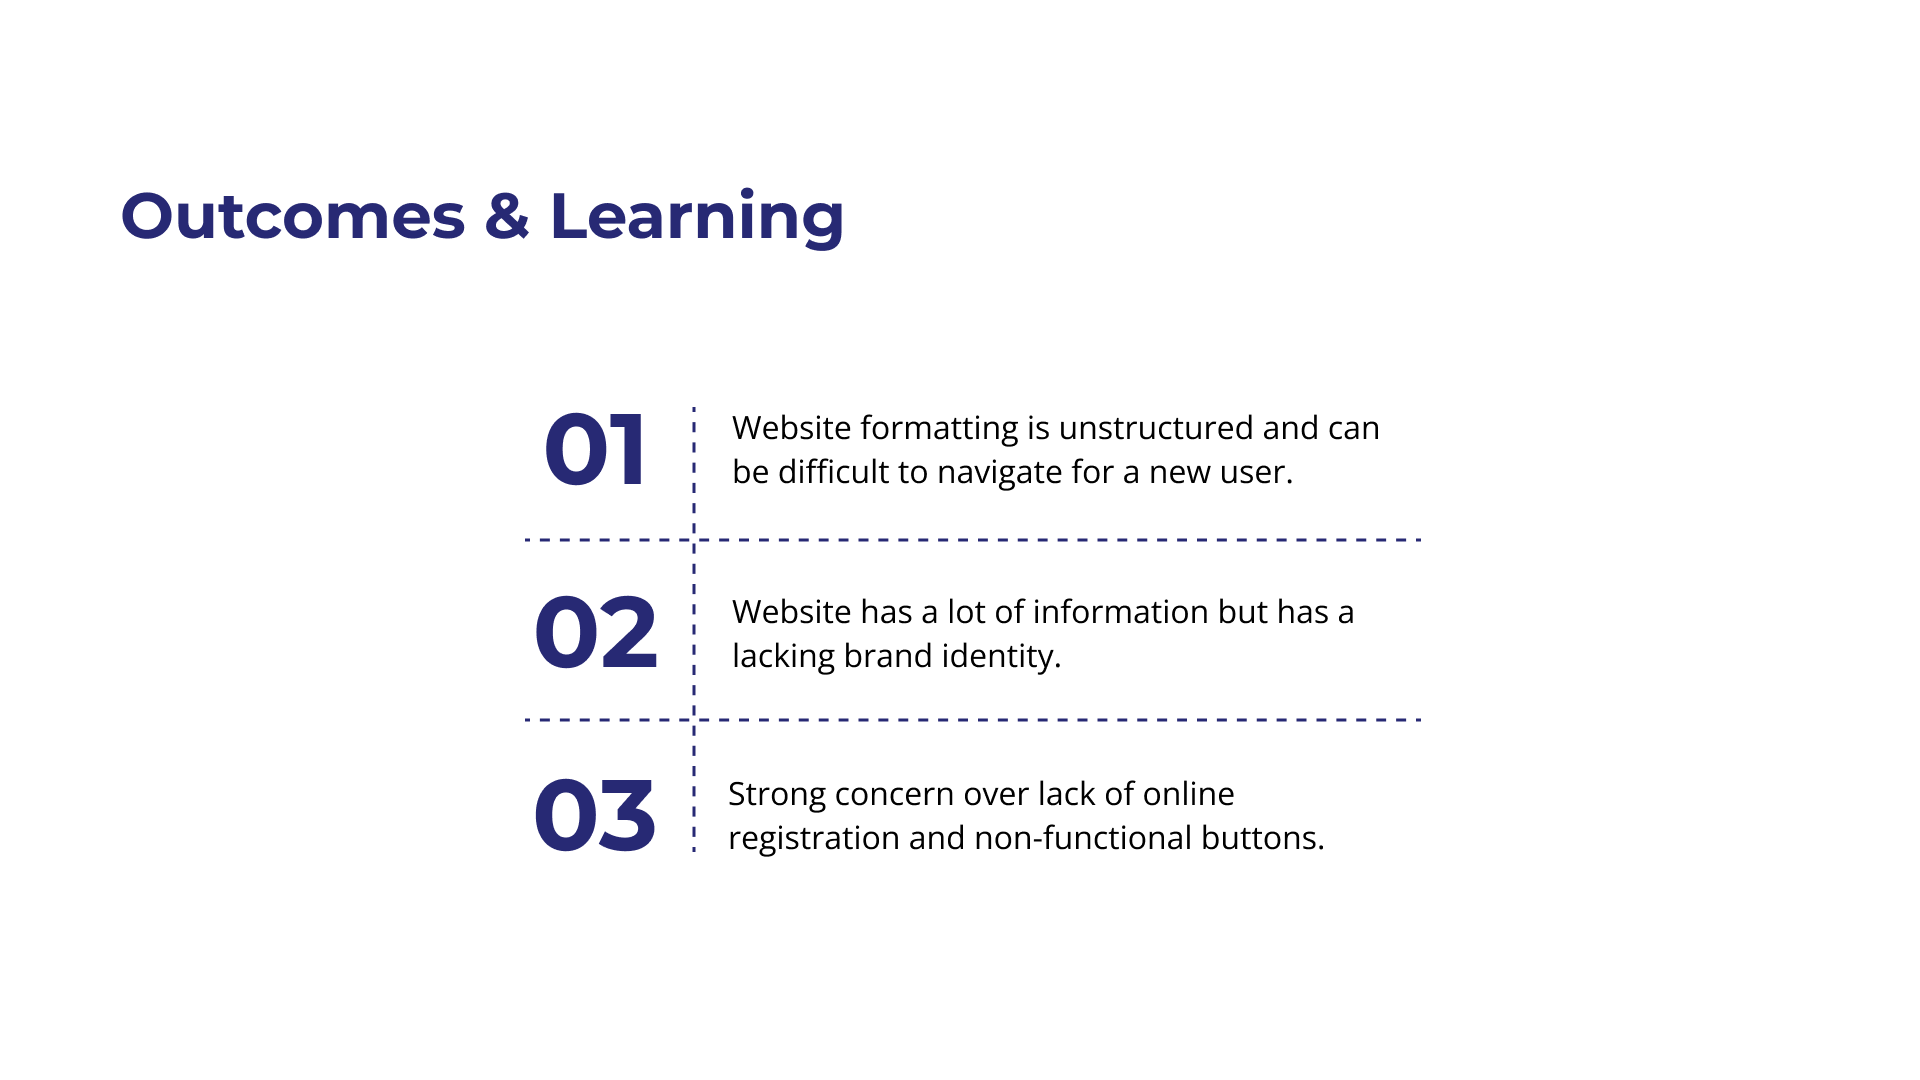 Outcomes & Learning
01
Website formatting is unstructured and can
be difficult to navigate for a new user.
02
Website has a lot of information but has a
lacking brand identity.
03
Strong concern over lack of online
registration and non-functional buttons.